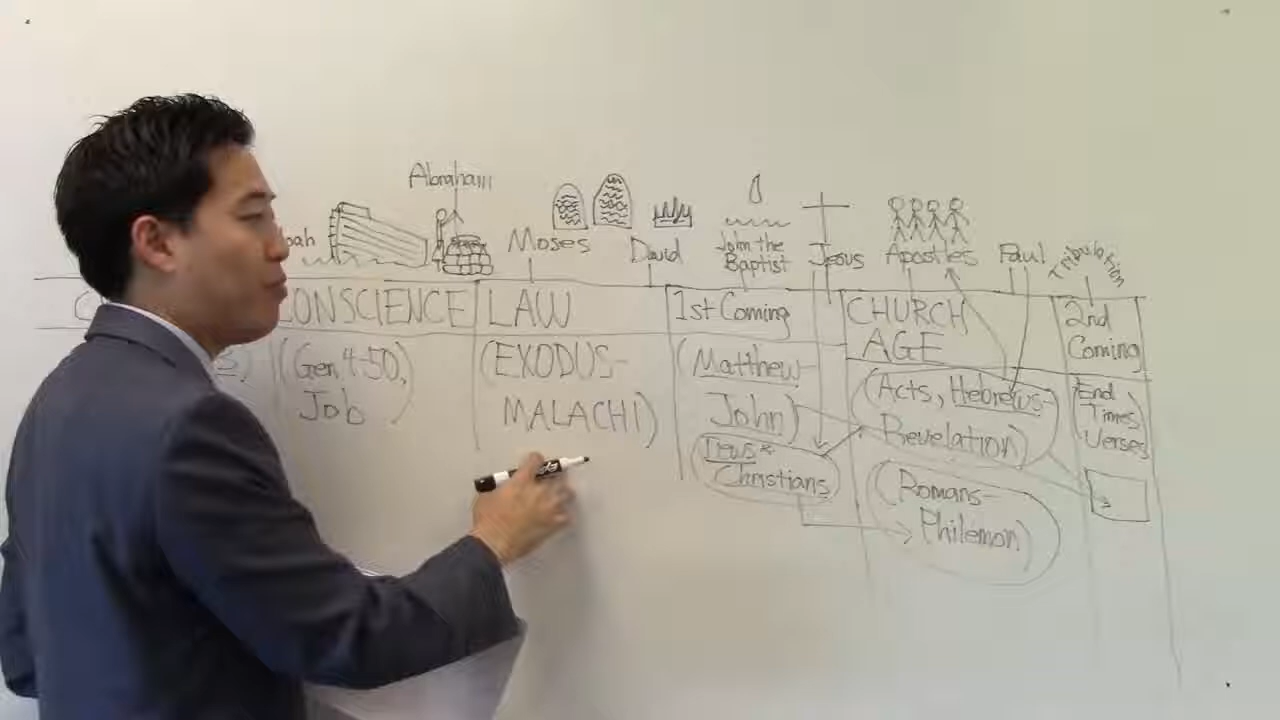 Abraham
Moses
David
John the
Baptist
Jesus
Apostles
Paul
Tribulation
CONSCIENCE
LAW
1st Coming
CHURCH
AGE
2nd
Coming
(Gen 4-50,
Job)
(EXODUS-
MALACHI)
(Matthew-
John)
Jews &
Christians
(Acts, Hebrews-
Revelation)
(Romans-
Philemon)
(End
Times
Verses)